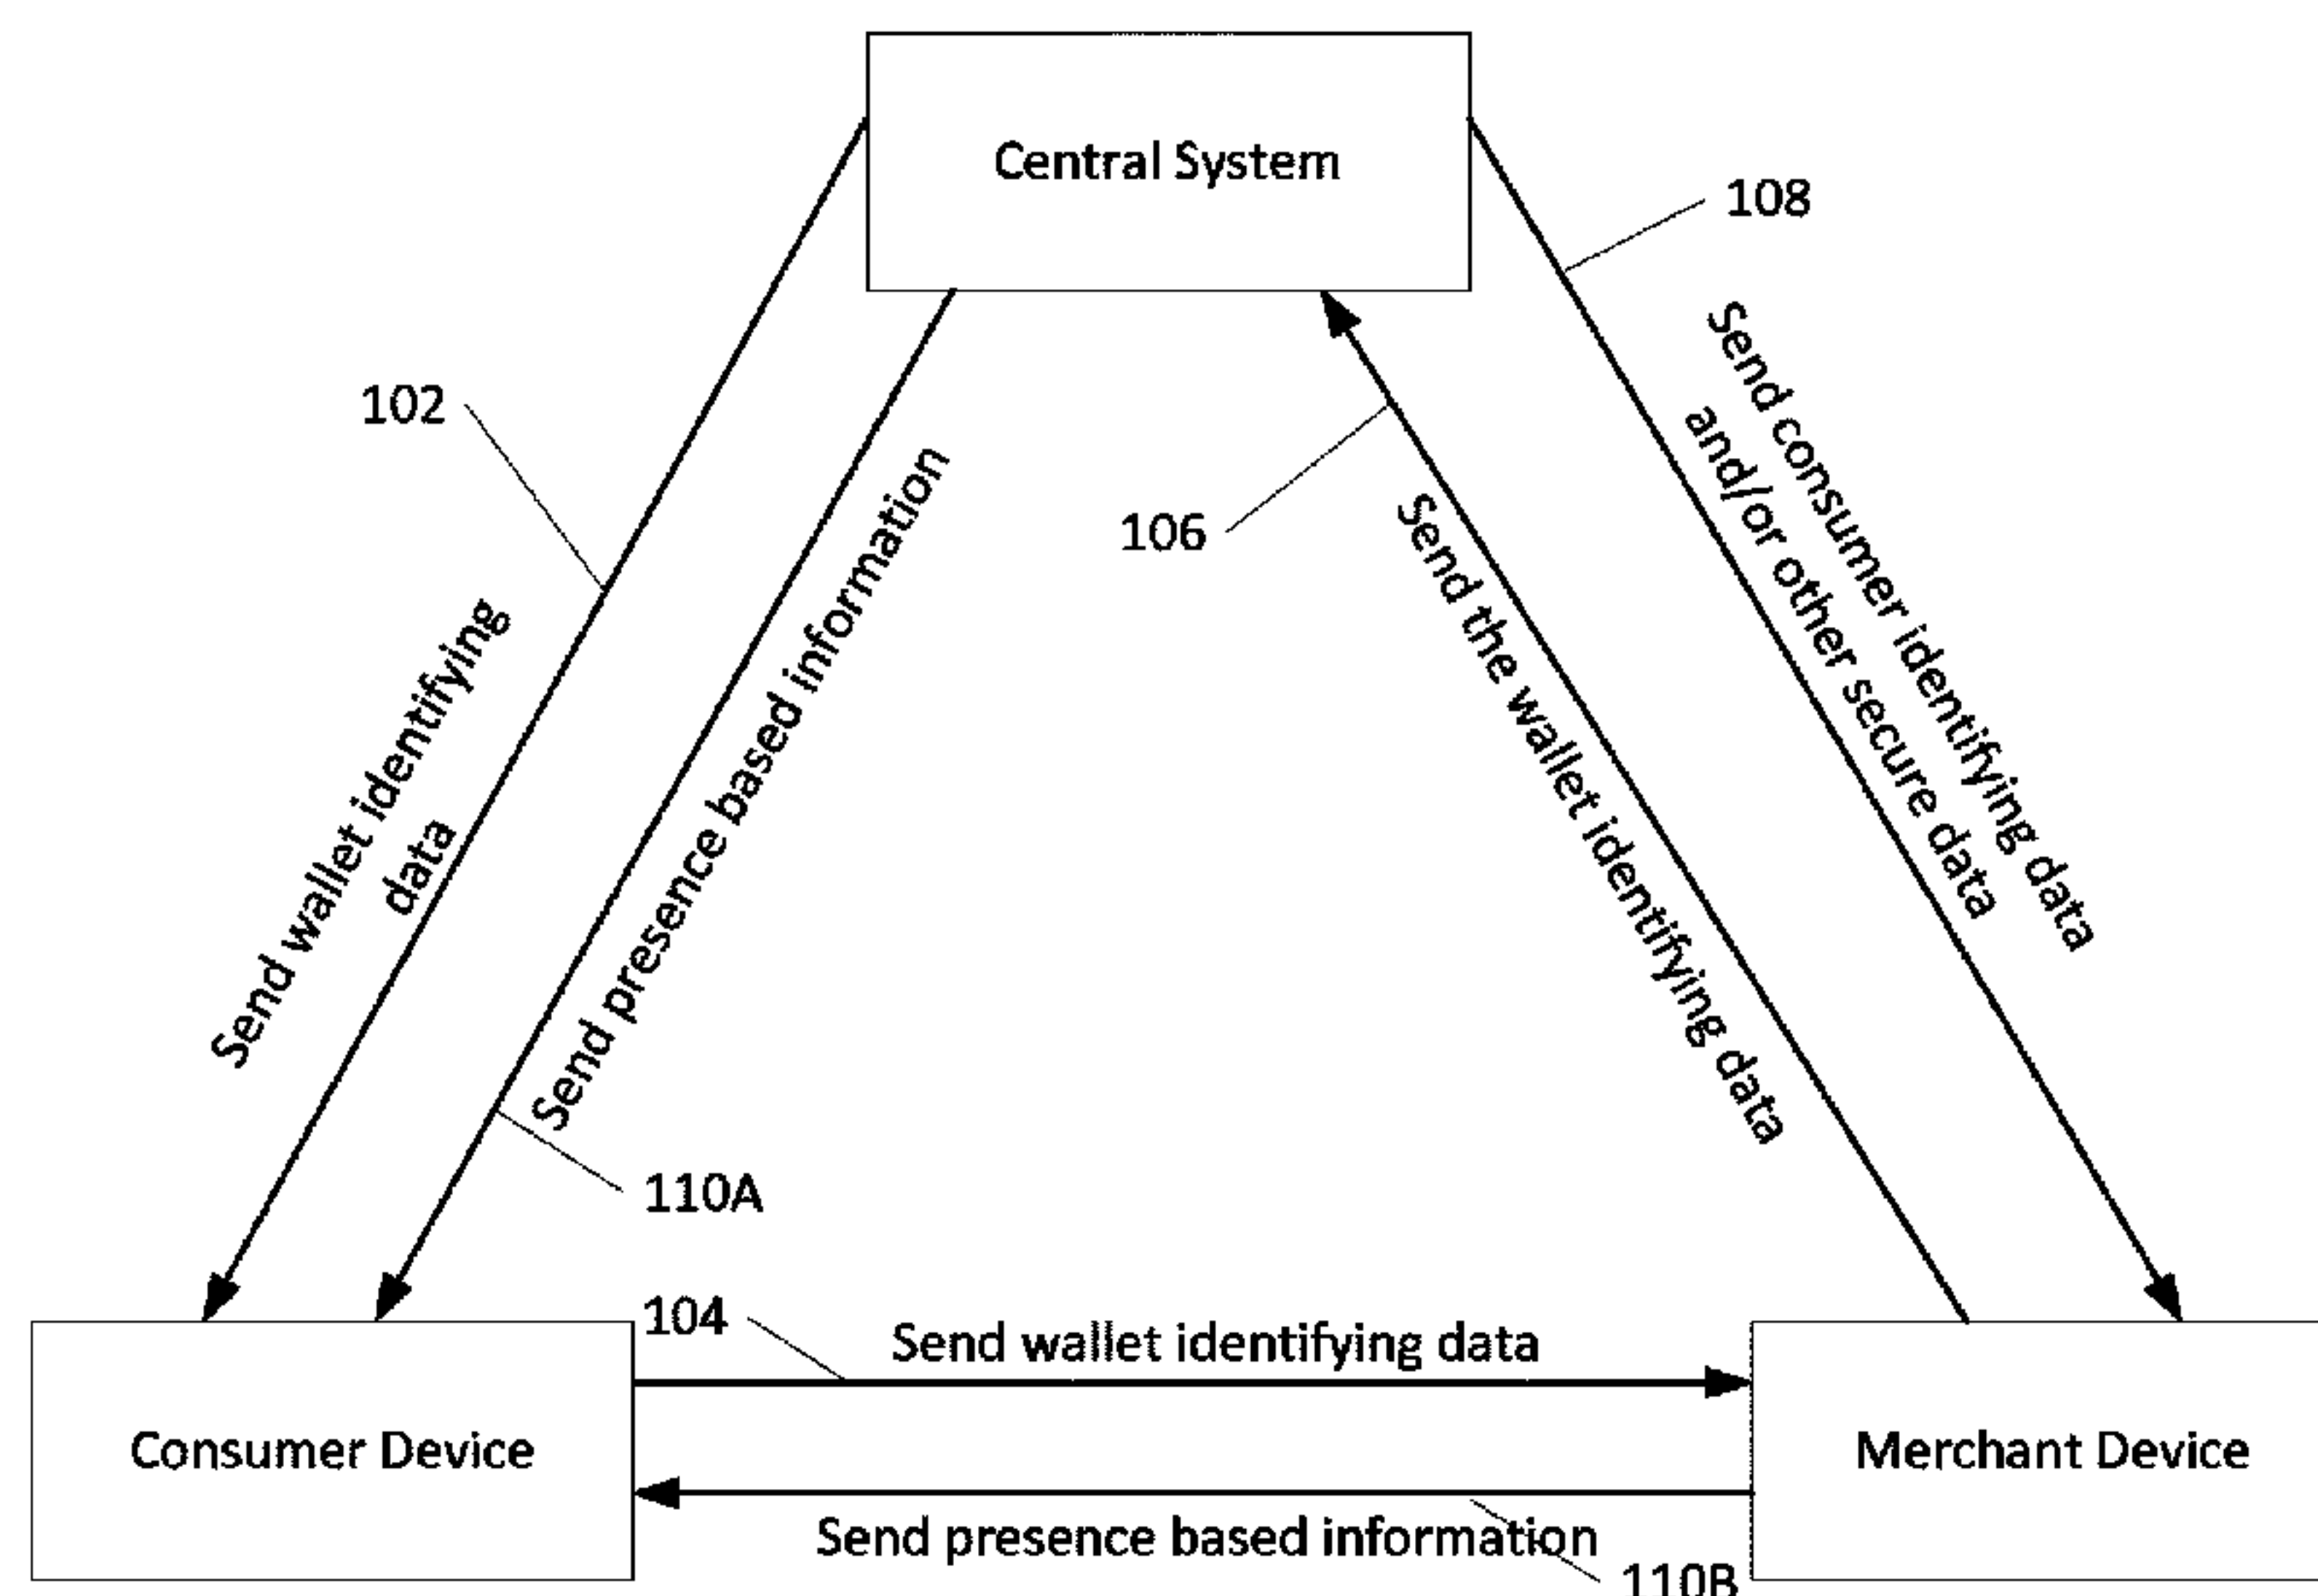 Central System
108
Send consumer identifying data
and/or other secure data
102
106
Send wallet identifying
data
Send presence based information
Send the wallet identifying data
110A
104
Send wallet identifying data
Consumer Device
Merchant Device
Send presence based information
110B